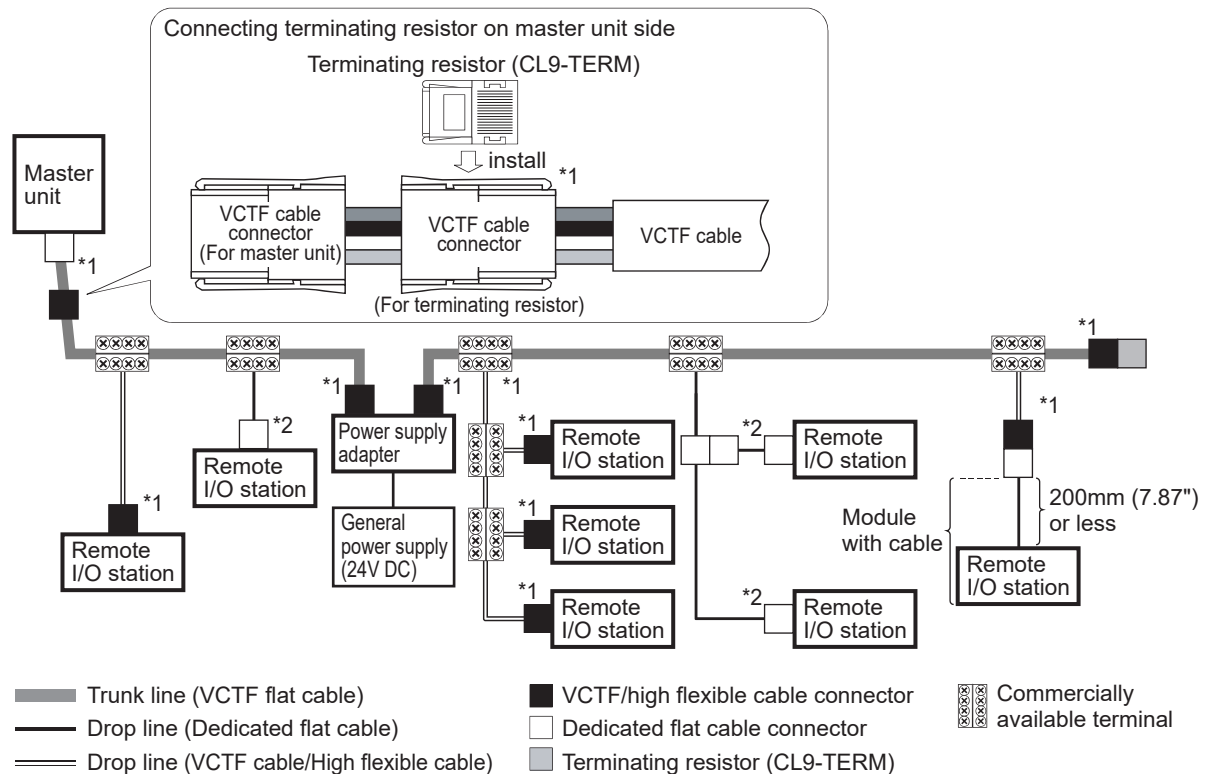 Connecting terminating resistor on master unit side
Terminating resistor (CL9-TERM)
install
*1
VCTF cable
connector
(For master unit)
VCTF cable
connector
VCTF cable
(For terminating resistor)
Master
unit
*1
*1
*1
*1
*1
*1
Power supply
adapter
General
power supply
(24V DC)
*2
Remote
I/O station
*1
Remote
I/O station
*1
Remote
I/O station
*1
Remote
I/O station
*1
Remote
I/O station
*2
Remote
I/O station
*2
Remote
I/O station
Module
with cable
200mm (7.87")
or less
Remote
I/O station
Trunk line (VCTF flat cable)
Drop line (Dedicated flat cable)
Drop line (VCTF cable/High flexible cable)
VCTF/high flexible cable connector
Dedicated flat cable connector
Terminating resistor (CL9-TERM)
Commercially
available terminal